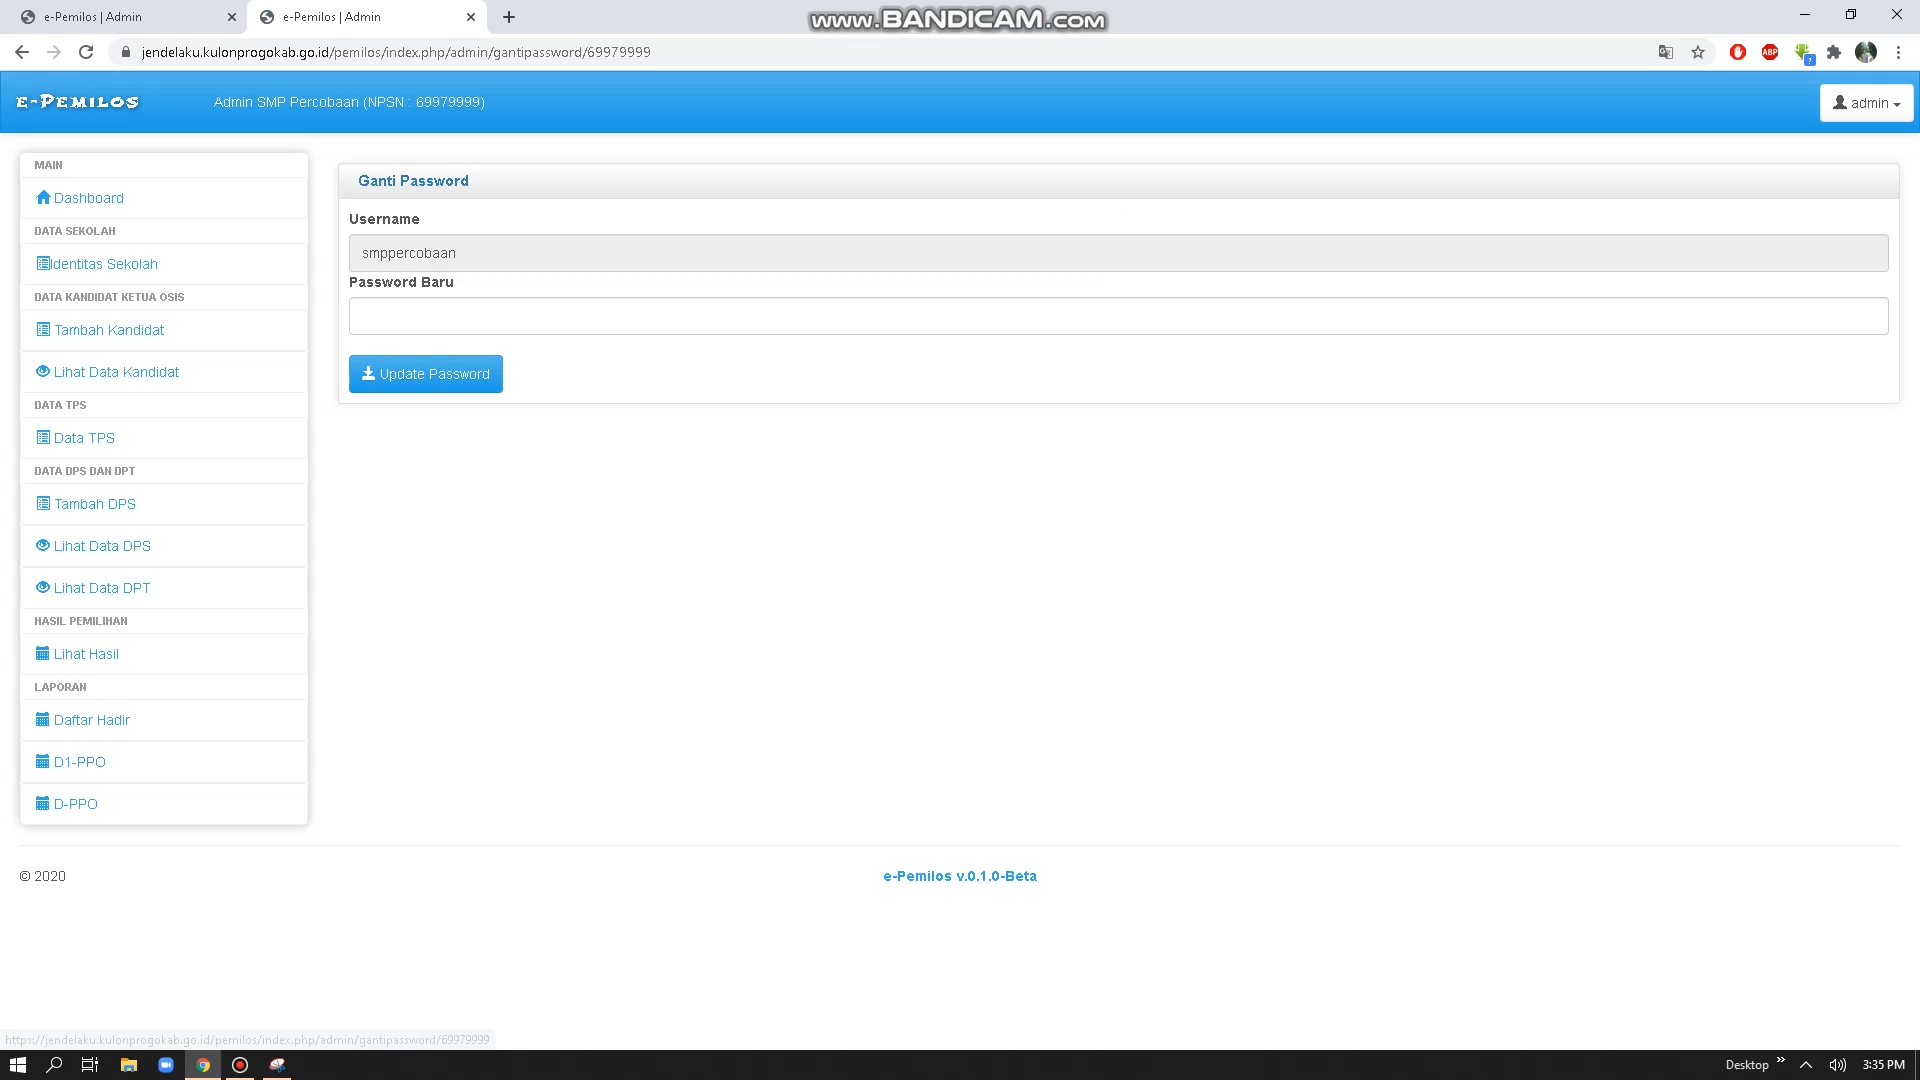 e-Pemilos | Admin
e-Pemilos | Admin
www.BANDICAM.com
jendelaku.kulonprogokab.go.id/pemilos/index.php/admin/gantipassword/69979999
ABP
?
e-Pemilos
Admin SMP Percobaan (NPSN : 69979999)
admin
MAIN
Dashboard
DATA SEKOLAH
Identitas Sekolah
DATA KANDIDAT KETUA OSIS
Tambah Kandidat
Lihat Data Kandidat
DATA TPS
Data TPS
DATA DPS DAN DPT
Tambah DPS
Lihat Data DPS
Lihat Data DPT
HASIL PEMILIHAN
Lihat Hasil
LAPORAN
Daftar Hadir
D1-PPO
D-PPO
Ganti Password
Username
smppercobaan
Password Baru
Update Password
© 2020
e-Pemilos v.0.1.0-Beta
https://jendelaku.kulonprogokab.go.id/pemilos/index.php/admin/gantipassword/69979999
Desktop
3:35 PM